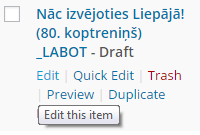 Nāc izvējoties Liepājā!
(80. koptreniņš)
_LABOT - Draft
Edit | Quick Edit | Trash
| Preview | Duplicate
Edit this item